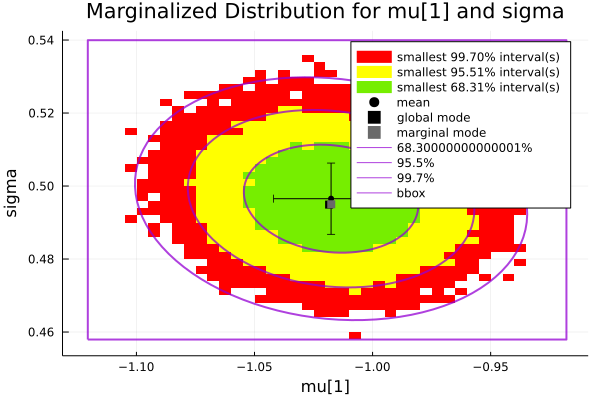 Marginalized Distribution for mu[1] and sigma
smallest 99.70% interval(s)
smallest 95.51% interval(s)
smallest 68.31% interval(s)
mean
global mode
marginal mode
68.30000000000001%
95.5%
99.7%
bbox
sigma
0.54
0.52
0.50
0.48
0.46
−1.10
−1.05
−1.00
−0.95
mu[1]